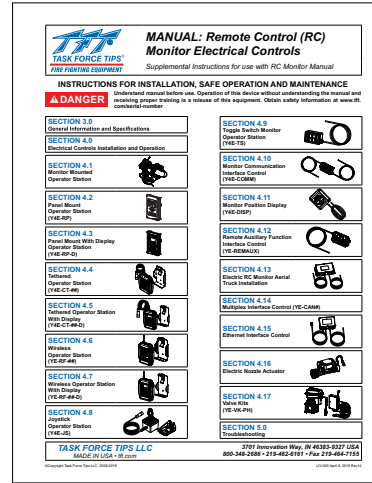 TFT
TASK FORCE TIPS®
FIRE FIGHTING EQUIPMENT
MANUAL: Remote Control (RC)
Monitor Electrical Controls
Supplemental Instructions for use with RC Monitor Manual
INSTRUCTIONS FOR INSTALLATION, SAFE OPERATION AND MAINTENANCE
DANGER
Understand manual before use. Operation of this device without understanding the manual and
receiving proper training is a misuse of this equipment. Obtain safety information at www.tft.
com/serial-number
SECTION 3.0
General Information and Specifications
SECTION 4.0
Electrical Controls Installation and Operation
SECTION 4.1
Monitor Mounted
Operator Station
SECTION 4.2
Panel Mount
Operator Station
(Y4E-RP)
SECTION 4.3
Panel Mount With Display
Operator Station
(Y4E-RP-D)
SECTION 4.4
Tethered
Operator Station
(Y4E-CT-##)
SECTION 4.5
Tethered Operator Station
With Display
(Y4E-CT-##-D)
SECTION 4.6
Wireless
Operator Station
(YE-RF-##)
SECTION 4.7
Wireless Operator Station
With Display
(YE-RF-##-D)
SECTION 4.8
Joystick
Operator Station
(Y4E-JS)
SECTION 4.9
Toggle Switch Monitor
Operator Station
(Y4E-TS)
SECTION 4.10
Monitor Communication
Interface Control
(Y4E-COMM)
SECTION 4.11
Monitor Position Display
(Y4E-DISP)
SECTION 4.12
Remote Auxiliary Function
Interface Control
(YE-REMAUX)
SECTION 4.13
Electric RC Monitor Aerial
Truck Installation
SECTION 4.14
Multiplex Interface Control (YE-CAN#)
SECTION 4.15
Ethernet Interface Control
SECTION 4.16
Electric Nozzle Actuator
SECTION 4.17
Valve Kits
(YE-VK-PH)
SECTION 5.0
Troubleshooting
TASK FORCE TIPS LLC
MADE IN USA • tft.com
3701 Innovation Way, IN 46383-9327 USA
800-348-2686 • 219-462-6161 • Fax 219-464-7155
©Copyright Task Force Tips LLC 2008-2019
LIY-500 April 8, 2019 Rev14